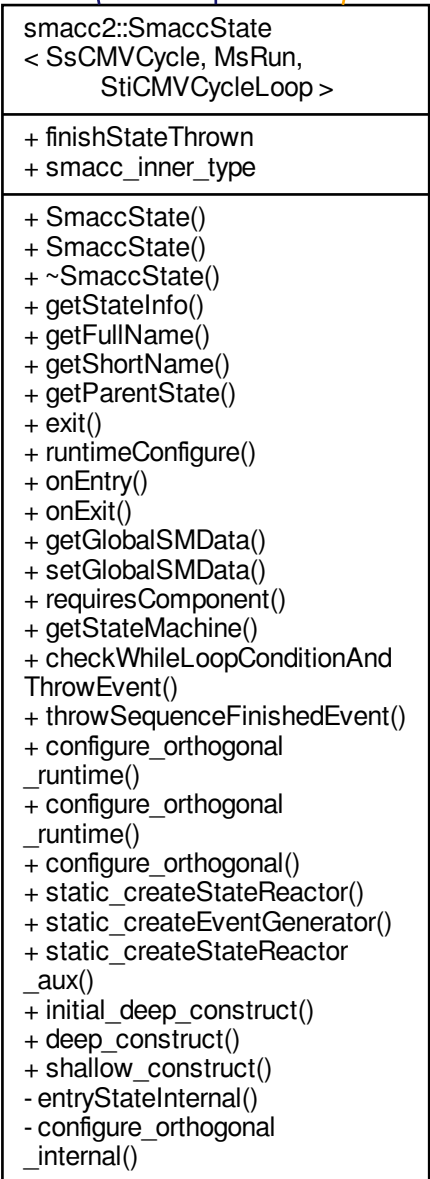 smacc2::SmaccState
< SsCMVCycle, MsRun,
StiCMVCycleLoop >
+ finishStateThrown
+ smacc_inner_type
+ SmaccState()
+ SmaccState()
+ ~SmaccState()
+ getStateInfo()
+ getFullName()
+ getShortName()
+ getParentState()
+ exit()
+ runtimeConfigure()
+ onEntry()
+ onExit()
+ getGlobalSMData()
+ setGlobalSMData()
+ requiresComponent()
+ getStateMachine()
+ checkWhileLoopConditionAnd
ThrowEvent()
+ throwSequenceFinishedEvent()
+ configure_orthogonal
_runtime()
+ configure_orthogonal
_runtime()
+ configure_orthogonal()
+ static_createStateReactor()
+ static_createEventGenerator()
+ static_createStateReactor
_aux()
+ initial_deep_construct()
+ deep_construct()
+ shallow_construct()
- entryStateInternal()
- configure_orthogonal
_internal()